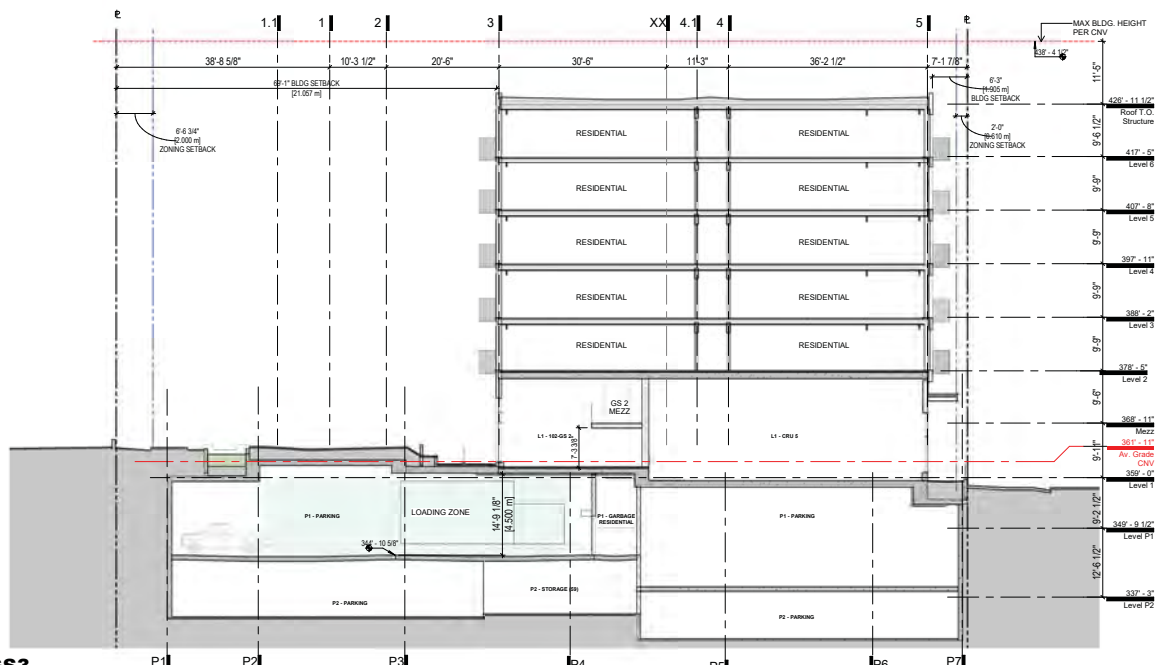 ℄
1.1
1
2
3
XX
4.1
4
5
℄
MAX BLDG. HEIGHT
PER CNV
438' - 4 1/2"
38'-8 5/8"
10'-3 1/2"
20'-6"
30'-6"
11'-3"
36'-2 1/2"
7'-1 7/8"
11'-5"
69'-1" BLDG SETBACK
[21.057 m]
6'-3"
[1.905 m]
BLDG SETBACK
6'-6 3/4"
[2.000 m]
ZONING SETBACK
2'-0"
[0.610 m]
ZONING SETBACK
426' - 11 1/2"
Roof T.O.
Structure
9'-6 1/2"
RESIDENTIAL
RESIDENTIAL
417' - 5"
Level 6
9'-9"
RESIDENTIAL
RESIDENTIAL
407' - 8"
Level 5
9'-9"
RESIDENTIAL
RESIDENTIAL
397' - 11"
Level 4
9'-9"
RESIDENTIAL
RESIDENTIAL
388' - 2"
Level 3
9'-9"
RESIDENTIAL
RESIDENTIAL
378' - 5"
Level 2
9'-6"
GS 2
MEZZ
368' - 11"
Mezz
L1 - 102-GS 2
7'-3 3/8"
L1 - CRU 5
9'-1"
361' - 11"
Av. Grade
CNV
359' - 0"
Level 1
P1 - PARKING
LOADING ZONE
14'-9 1/8"
[4.500 m]
P1 - GARBAGE
RESIDENTIAL
P1 - PARKING
9'-2 1/2"
349' - 9 1/2"
Level P1
344' - 10 5/8"
12'-6 1/2"
P2 - PARKING
P2 - STORAGE (69)
P2 - PARKING
337' - 3"
Level P2
P1
P2
P3
P4
P5
P6
P7